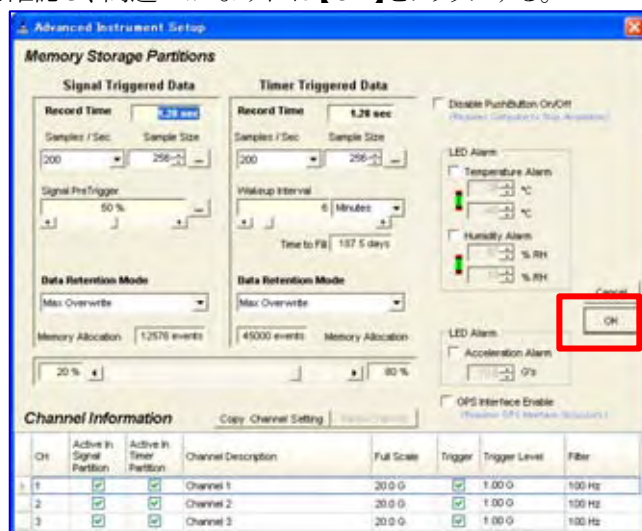 Advanced Instrument Setup
Memory Storage Partitions
Signal Triggered Data
Timer Triggered Data
Record Time 1.28 sec
Record Time 1.28 sec
Disable PushButton On/Off
Samples / Sec Sample Size
Samples / Sec Sample Size
200 256 ...
200 256 ...
LED Alarm
Temperature Alarm
°C
°C
Signal PreTrigger
Wakeup Interval
50 % ...
6 Minutes
Humidity Alarm
% RH
% RH
Time to Fill 187.5 days
Data Retention Mode
Data Retention Mode
Max Overwrite
Max Overwrite
Cancel
OK
Memory Allocation 12576 events
45000 events Memory Allocation
LED Alarm
Acceleration Alarm
G's
20 % 80 %
GPS Interface Enable
Channel Information
Copy Channel Setting
CH Active In Signal Partition Active In Timer Partition Channel Description Full Scale Trigger Trigger Level Filter
1 Channel 1 20.0 G 1.00 G 100 Hz
2 Channel 2 20.0 G 1.00 G 100 Hz
3 Channel 3 20.0 G 1.00 G 100 Hz